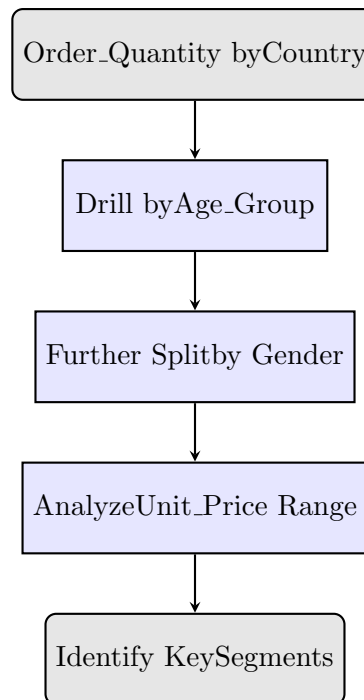 Order_Quantity byCountry
Drill byAge_Group
Further Splitby Gender
AnalyzeUnit_Price Range
Identify KeySegments